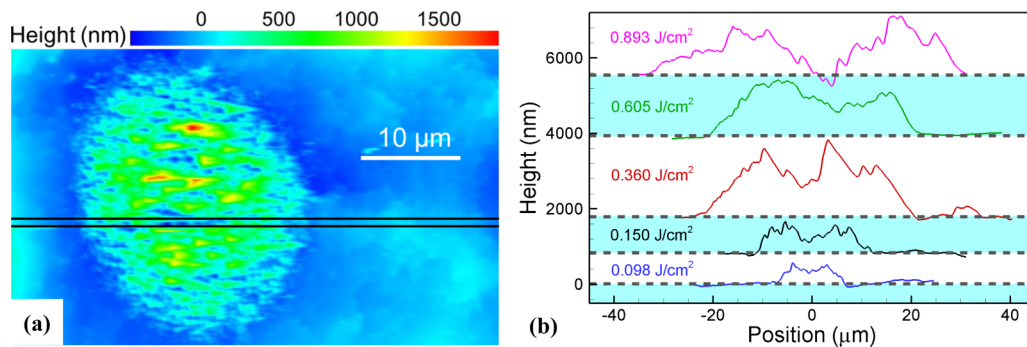 0 500 1000 1500
Height (nm)
10 μm
(a)
0.893 J/cm²
6000
0.605 J/cm²
4000
Height (nm)
0.360 J/cm²
2000
0.150 J/cm²
0.098 J/cm²
0
-40 -20 0 20 40
Position (μm)
(b)